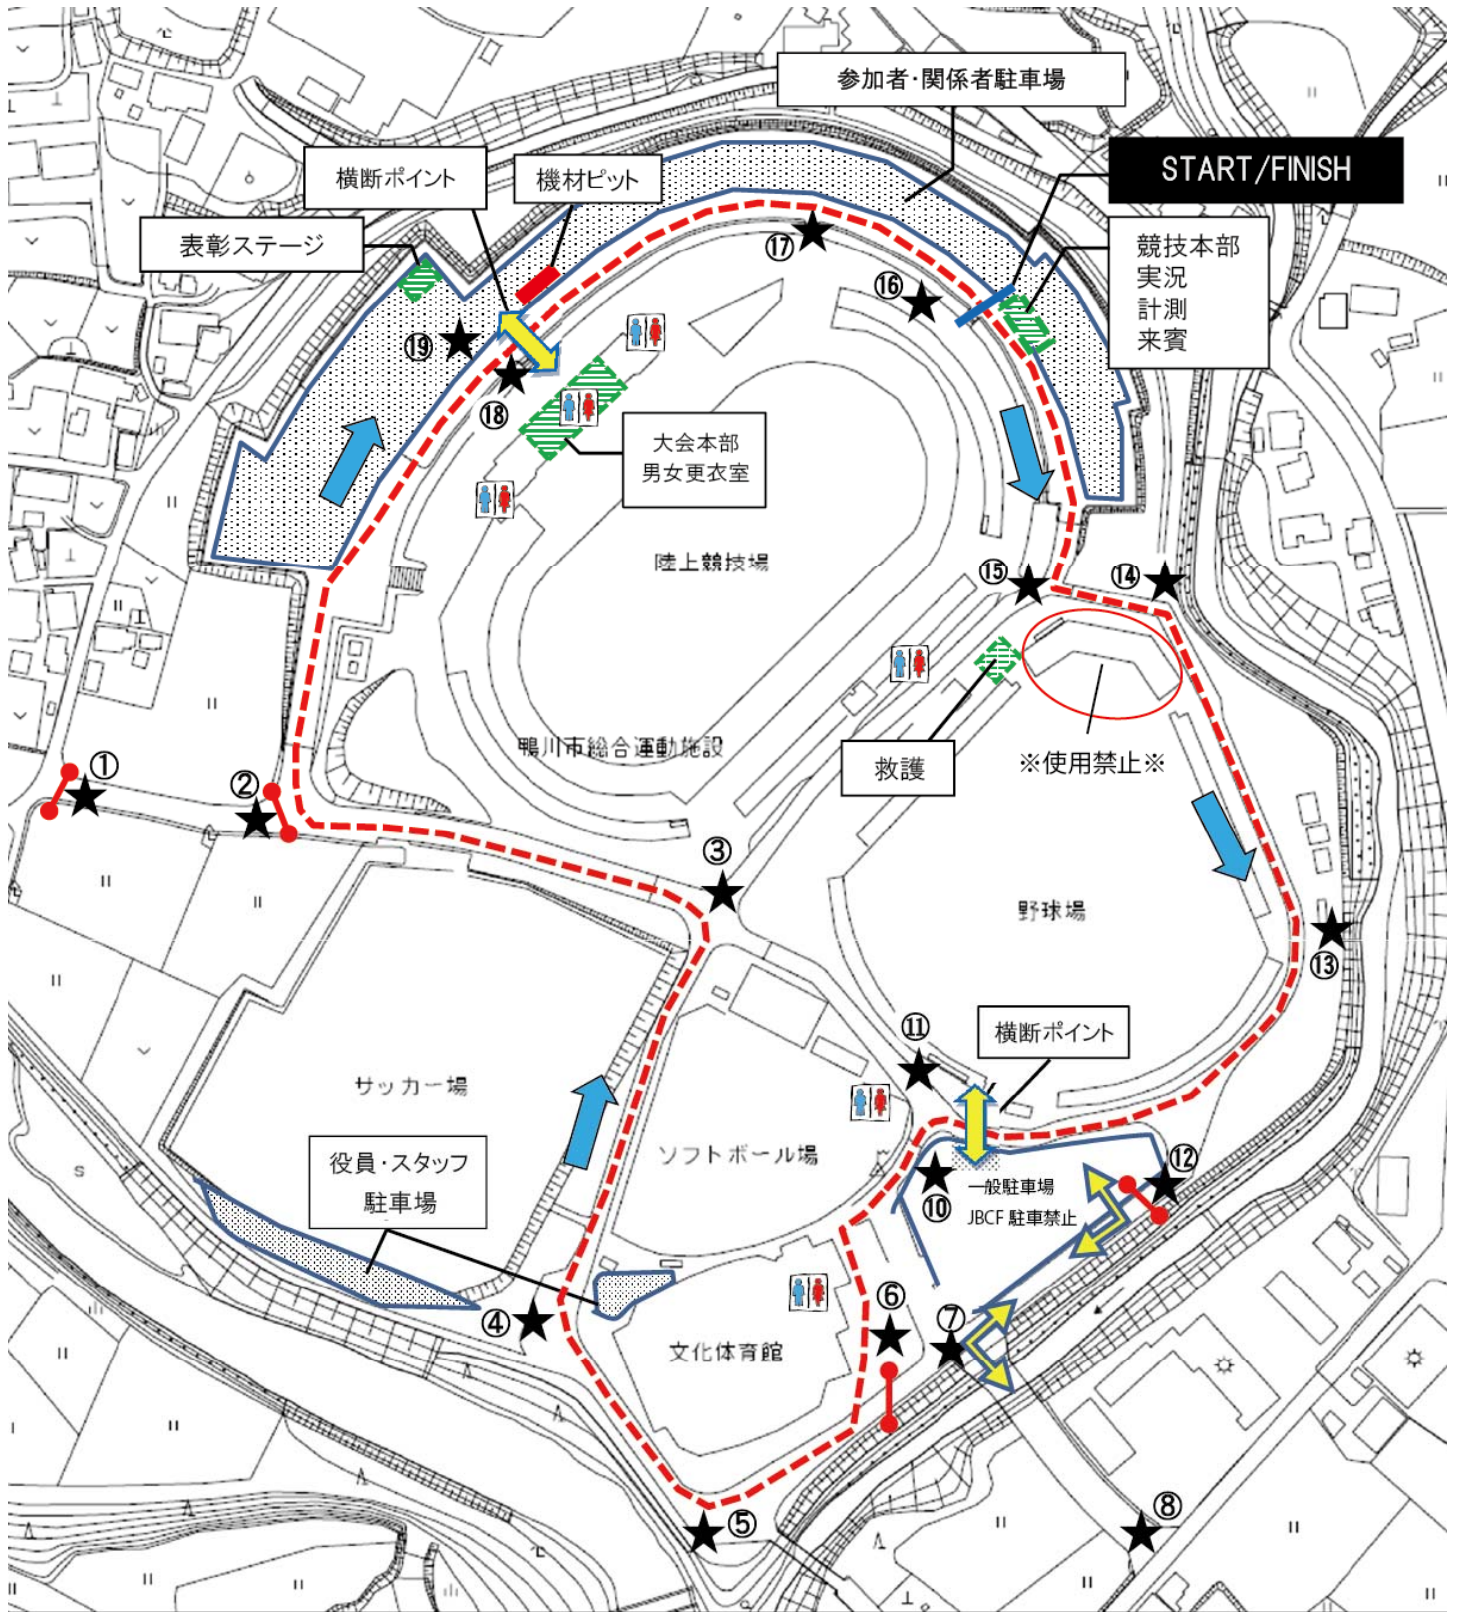 参加者・関係者駐車場
START/FINISH
横断ポイント
機材ピット
表彰ステージ
競技本部
実況
計測
来賓
⑰
⑯
⑲
⑱
大会本部
男女更衣室
陸上競技場
⑮
⑭
鴨川市総合運動施設
救護
※使用禁止※
①
②
③
野球場
⑬
⑪
横断ポイント
サッカー場
ソフトボール場
役員・スタッフ
駐車場
⑩
一般駐車場
JBCF 駐車禁止
⑫
④
⑥
⑦
文化体育館
⑤
⑧